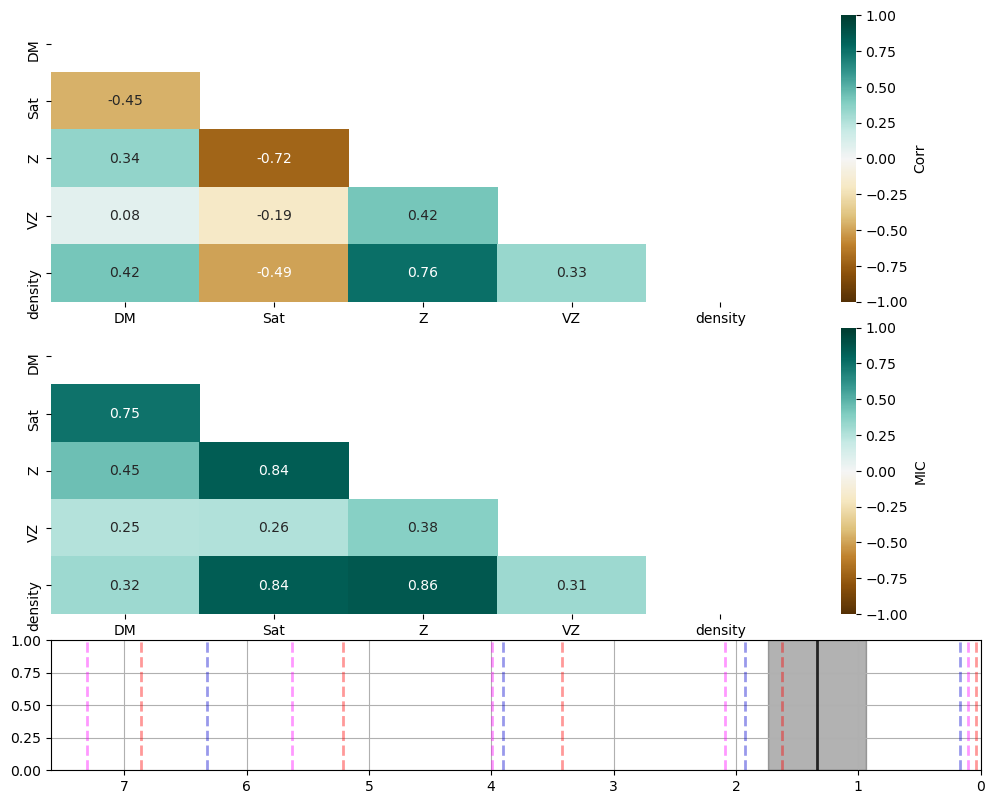 DM
Sat
Z
VZ
density
-0.45
0.34 -0.72
0.08 -0.19 0.42
0.42 -0.49 0.76 0.33
DM Sat Z VZ density
1.00
0.75
0.50
0.25
0.00
−0.25
−0.50
−0.75
−1.00
Corr
DM
Sat
Z
VZ
density
0.75
0.45 0.84
0.25 0.26 0.38
0.32 0.84 0.86 0.31
DM Sat Z VZ density
1.00
0.75
0.50
0.25
0.00
−0.25
−0.50
−0.75
−1.00
MIC
1.00
0.75
0.50
0.25
0.00
7 6 5 4 3 2 1 0